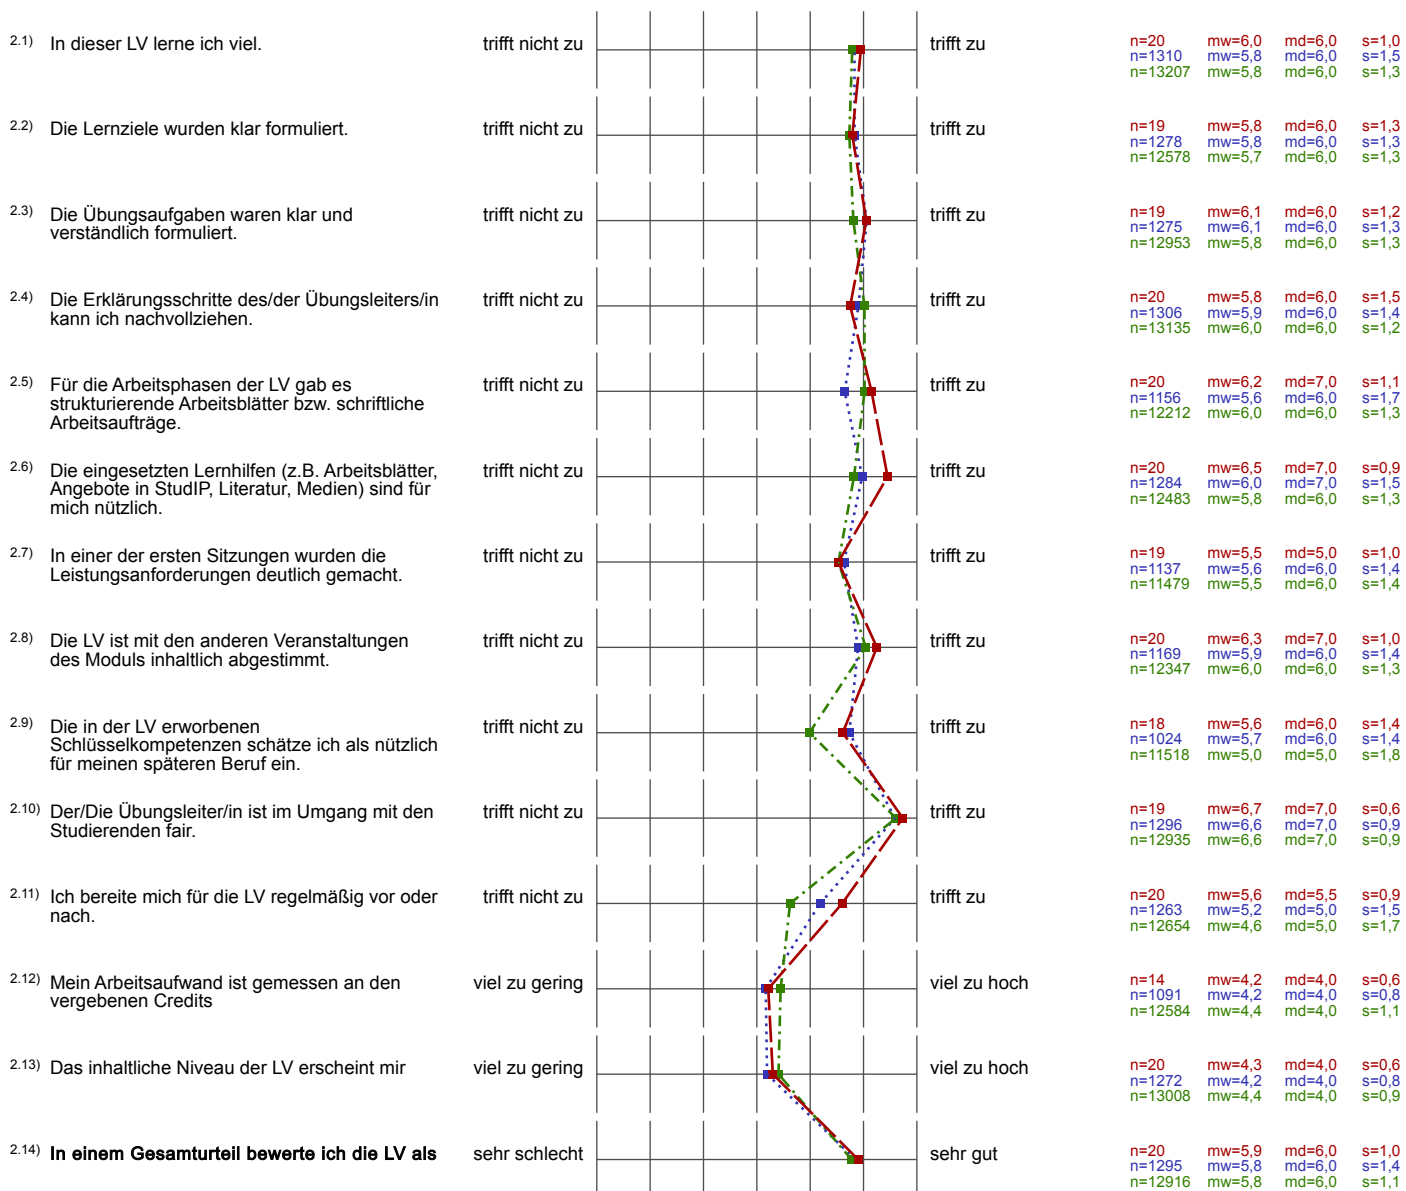 2.1) In dieser LV lerne ich viel. trifft nicht zu trifft zu n=20 mw=6,0 md=6,0 s=1,0
n=1310 mw=5,8 md=6,0 s=1,5
n=13207 mw=5,8 md=6,0 s=1,3
2.2) Die Lernziele wurden klar formuliert. trifft nicht zu trifft zu n=19 mw=5,8 md=6,0 s=1,3
n=1278 mw=5,8 md=6,0 s=1,3
n=12578 mw=5,7 md=6,0 s=1,3
2.3) Die Übungsaufgaben waren klar und trifft nicht zu trifft zu n=19 mw=6,1 md=6,0 s=1,2
verständlich formuliert. n=1275 mw=6,1 md=6,0 s=1,3
n=12953 mw=5,8 md=6,0 s=1,3
2.4) Die Erklärungsschritte des/der Übungsleiters/in trifft nicht zu trifft zu n=20 mw=5,8 md=6,0 s=1,5
kann ich nachvollziehen. n=1306 mw=5,9 md=6,0 s=1,4
n=13135 mw=6,0 md=6,0 s=1,2
2.5) Für die Arbeitsphasen der LV gab es trifft nicht zu trifft zu n=20 mw=6,2 md=7,0 s=1,1
strukturierende Arbeitsblätter bzw. schriftliche n=1156 mw=5,6 md=6,0 s=1,7
Arbeitsaufträge. n=12212 mw=6,0 md=6,0 s=1,3
2.6) Die eingesetzten Lernhilfen (z.B. Arbeitsblätter, trifft nicht zu trifft zu n=20 mw=6,5 md=7,0 s=0,9
Angebote in StudIP, Literatur, Medien) sind für n=1284 mw=6,0 md=7,0 s=1,5
mich nützlich. n=12483 mw=5,8 md=6,0 s=1,3
2.7) In einer der ersten Sitzungen wurden die trifft nicht zu trifft zu n=19 mw=5,5 md=5,0 s=1,0
Leistungsanforderungen deutlich gemacht. n=1137 mw=5,6 md=6,0 s=1,4
n=11479 mw=5,5 md=6,0 s=1,4
2.8) Die LV ist mit den anderen Veranstaltungen trifft nicht zu trifft zu n=20 mw=6,3 md=7,0 s=1,0
des Moduls inhaltlich abgestimmt. n=1169 mw=5,9 md=6,0 s=1,4
n=12347 mw=6,0 md=6,0 s=1,3
2.9) Die in der LV erworbenen trifft nicht zu trifft zu n=18 mw=5,6 md=6,0 s=1,4
Schlüsselkompetenzen schätze ich als nützlich n=1024 mw=5,7 md=6,0 s=1,4
für meinen späteren Beruf ein. n=11518 mw=5,0 md=5,0 s=1,8
2.10) Der/Die Übungsleiter/in ist im Umgang mit den trifft nicht zu trifft zu n=19 mw=6,7 md=7,0 s=0,6
Studierenden fair. n=1296 mw=6,6 md=7,0 s=0,9
n=12935 mw=6,6 md=7,0 s=0,9
2.11) Ich bereite mich für die LV regelmäßig vor oder trifft nicht zu trifft zu n=20 mw=5,6 md=5,5 s=0,9
nach. n=1263 mw=5,2 md=5,0 s=1,5
n=12654 mw=4,6 md=5,0 s=1,7
2.12) Mein Arbeitsaufwand ist gemessen an den viel zu gering viel zu hoch n=14 mw=4,2 md=4,0 s=0,6
vergebenen Credits n=1091 mw=4,2 md=4,0 s=0,8
n=12584 mw=4,4 md=4,0 s=1,1
2.13) Das inhaltliche Niveau der LV erscheint mir viel zu gering viel zu hoch n=20 mw=4,3 md=4,0 s=0,6
n=1272 mw=4,2 md=4,0 s=0,8
n=13008 mw=4,4 md=4,0 s=0,9
2.14) In einem Gesamturteil bewerte ich die LV als sehr schlecht sehr gut n=20 mw=5,9 md=6,0 s=1,0
n=1295 mw=5,8 md=6,0 s=1,4
n=12916 mw=5,8 md=6,0 s=1,1